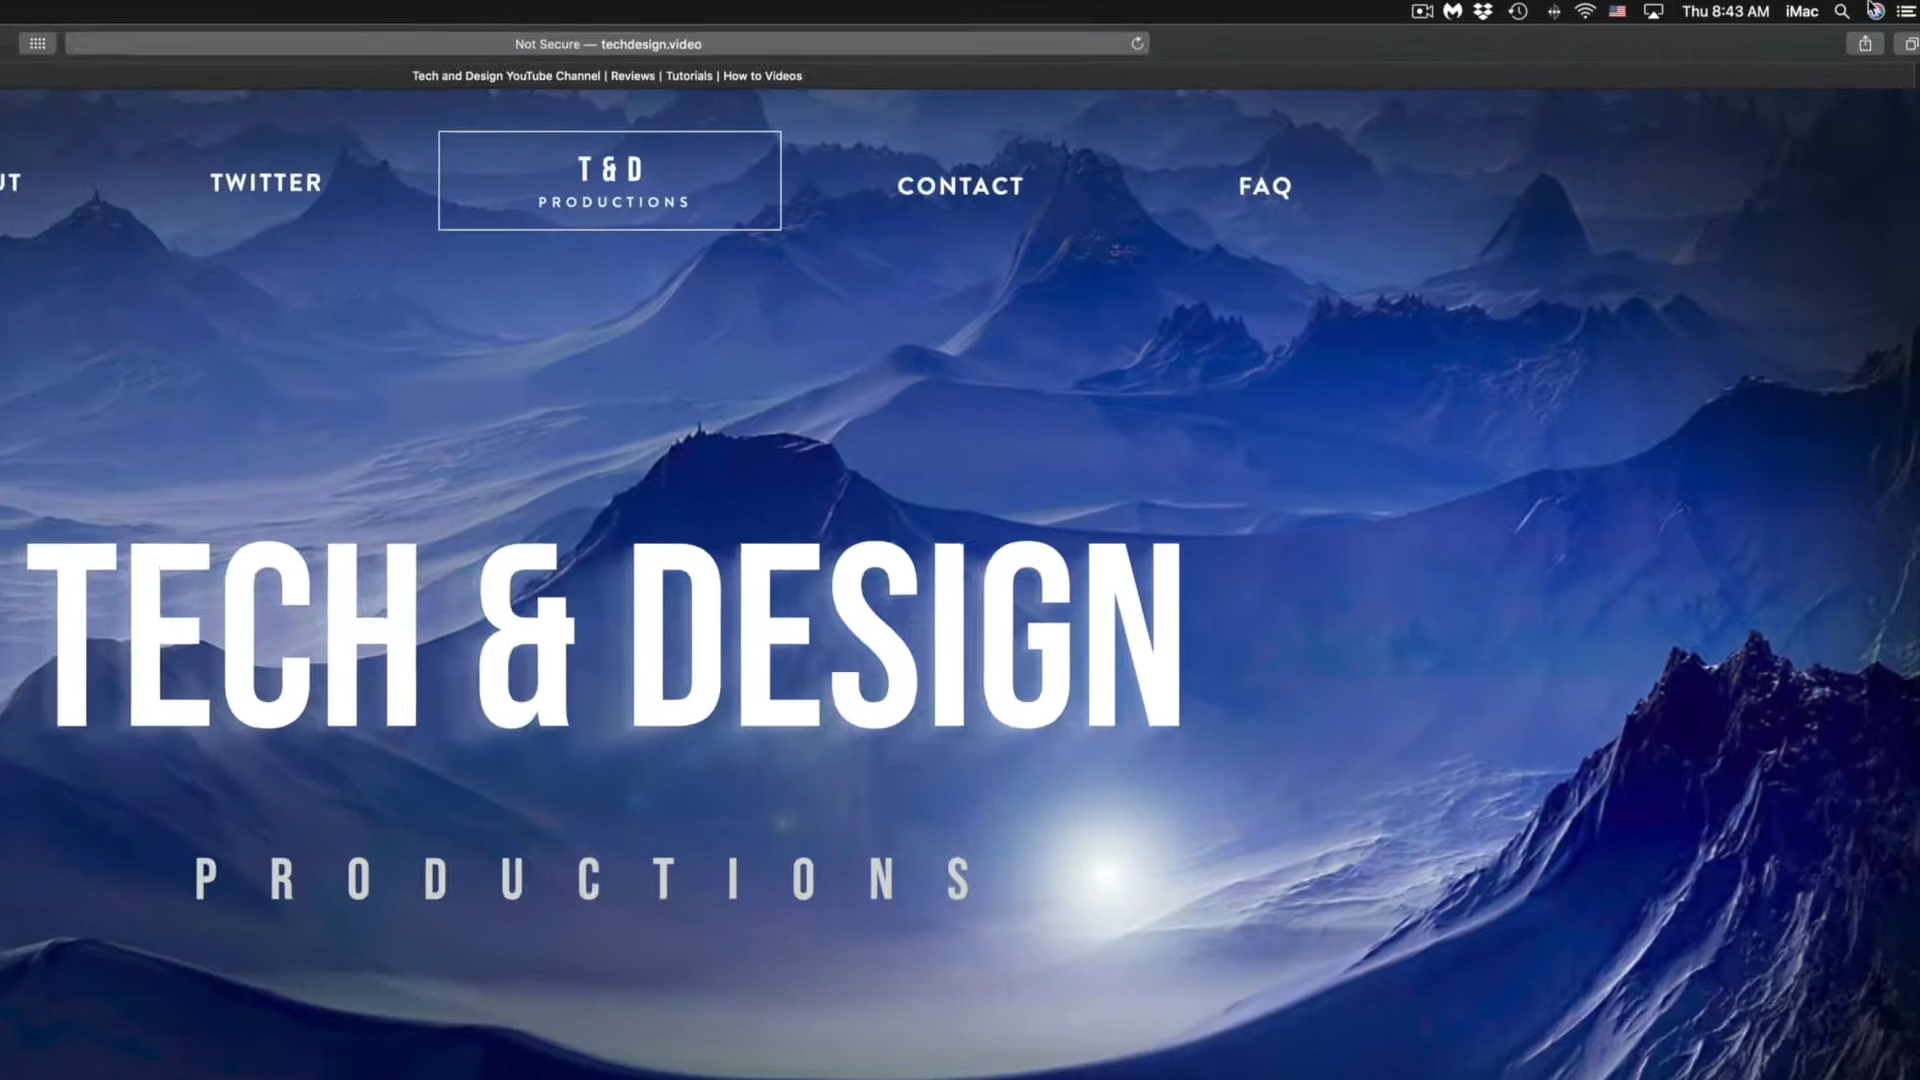 Thu 8:43 AM iMac
Not Secure — techdesign.video
Tech and Design YouTube Channel | Reviews | Tutorials | How to Videos
UT TWITTER T & D CONTACT FAQ
PRODUCTIONS
TECH & DESIGN
PRODUCTIONS